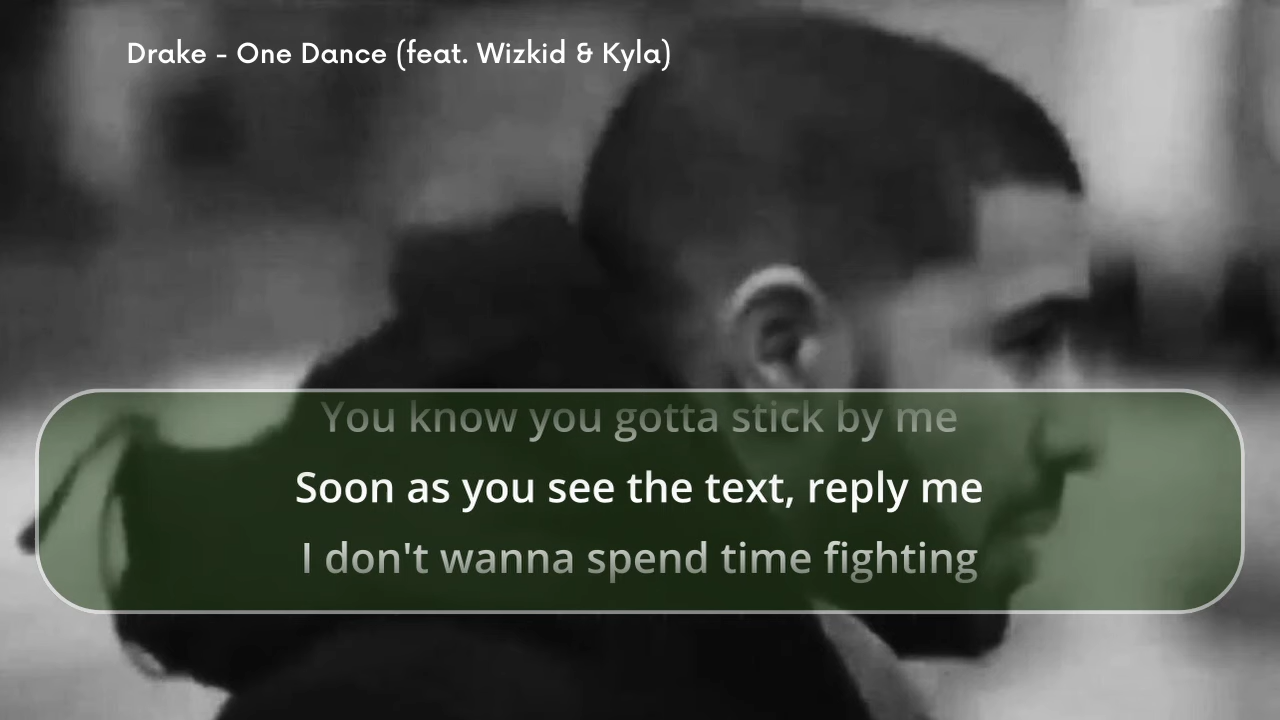 Drake - One Dance (feat. Wizkid & Kyla)
You know you gotta stick by me
Soon as you see the text, reply me
I don't wanna spend time fighting